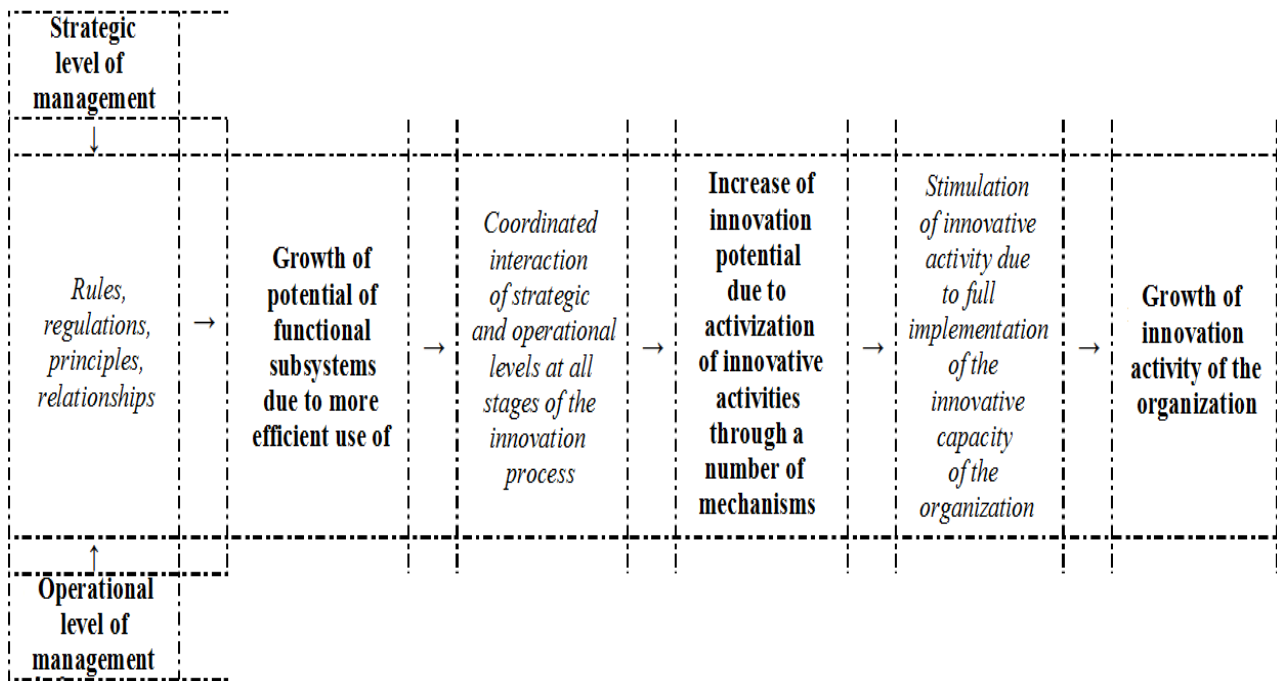 Strategic
level of
management
↓
Rules,
regulations,
principles,
relationships
→
Growth of
potential of
functional
subsystems
due to more
efficient use of
→
Coordinated
interaction
of strategic
and operational
levels at all
stages of the
innovation
process
→
Increase of
innovation
potential
due to
activization
of innovative
activities
through a
number of
mechanisms
→
Stimulation
of innovative
activity due
to full
implementation
of the
innovative
capacity
of the
organization
→
Growth of
innovation
activity of the
organization
↑
Operational
level of
management